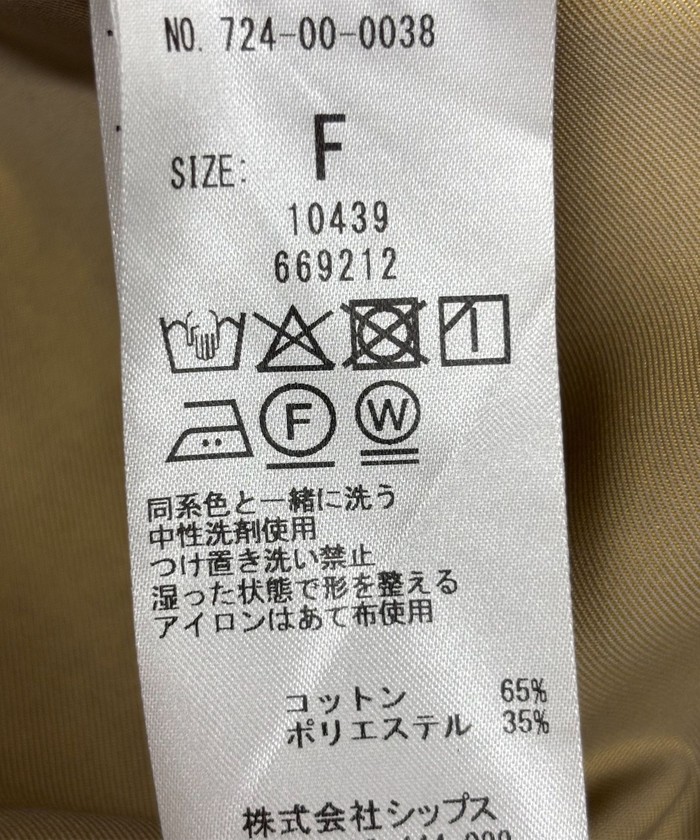 NO. 724-00-0038
SIZE: F
10439
669212
F W
同系色と一緒に洗う
中性洗剤使用
つけ置き洗い禁止
湿った状態で形を整える
アイロンはあて布使用
コットン 65%
ポリエステル 35%
株式会社シップス